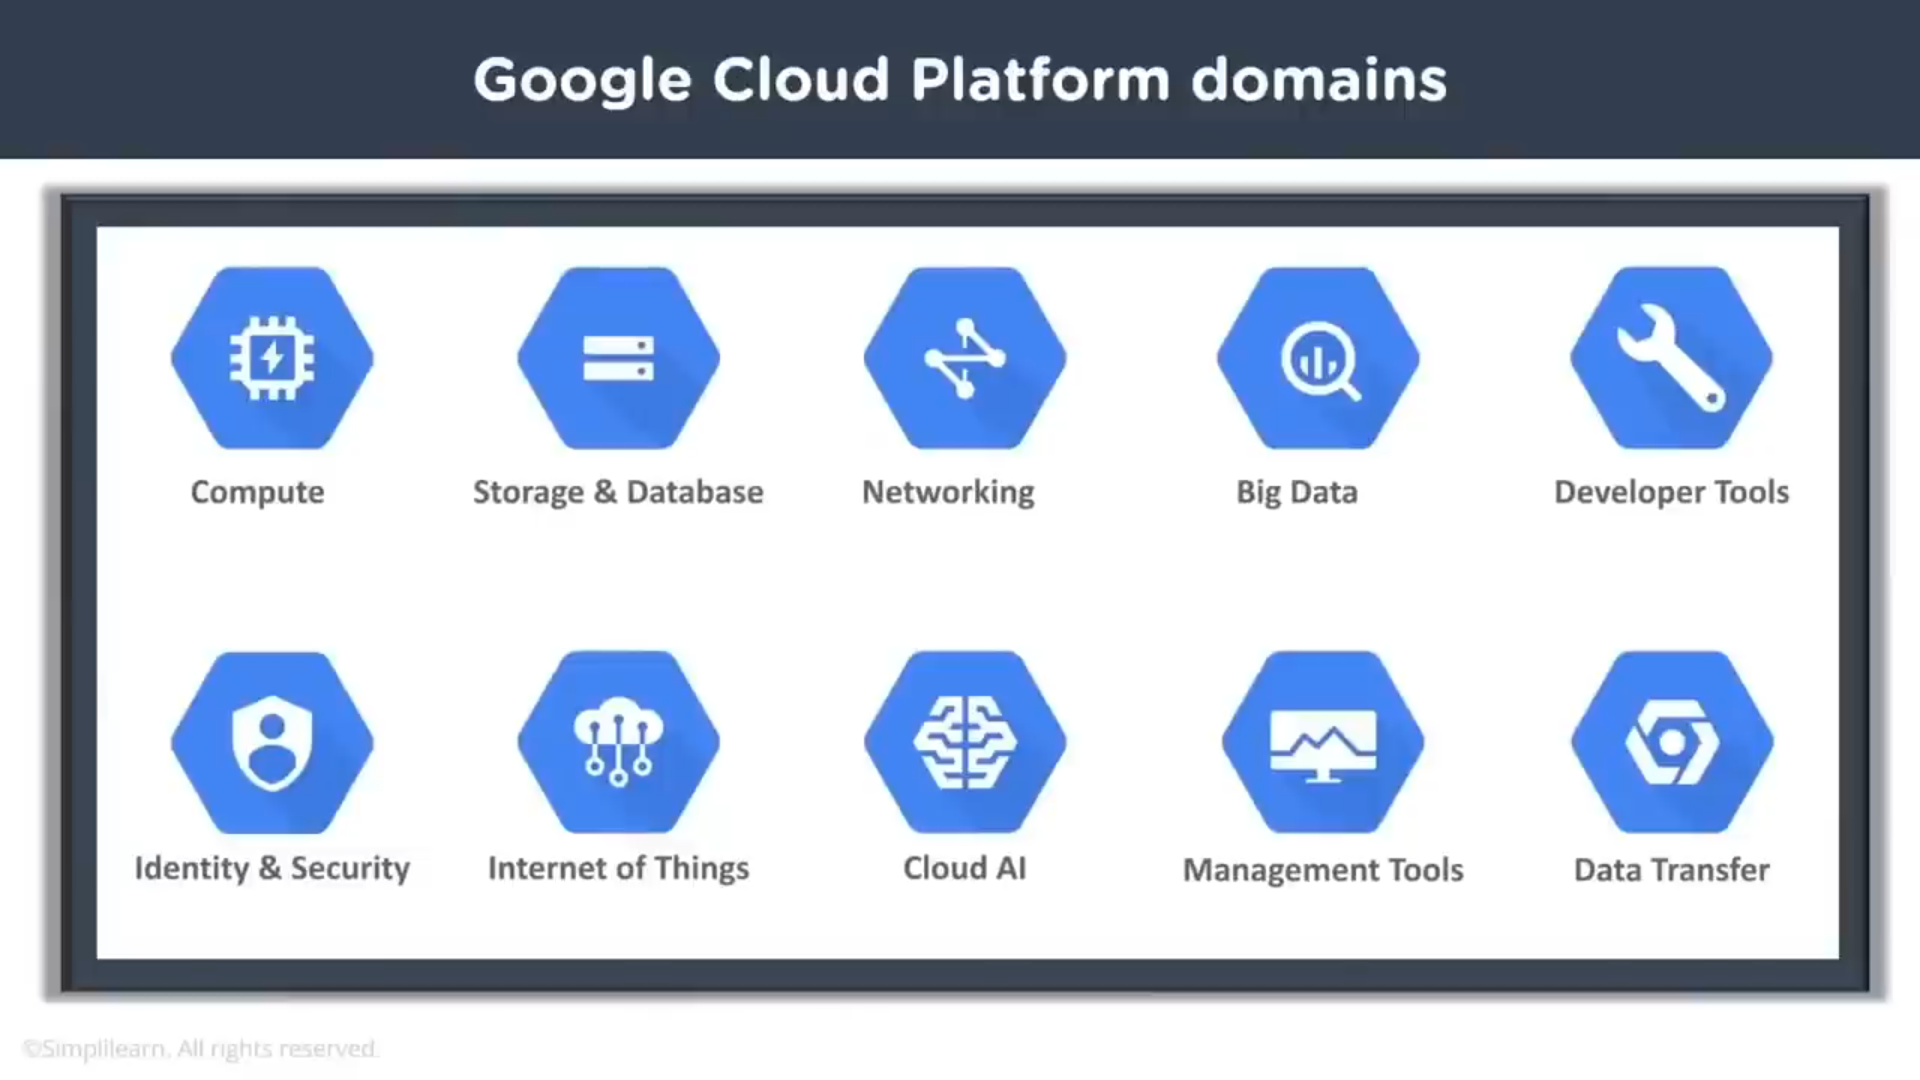 Google Cloud Platform domains
Compute
Storage & Database
Networking
Big Data
Developer Tools
Identity & Security
Internet of Things
Cloud AI
Management Tools
Data Transfer
©Simplilearn. All rights reserved.